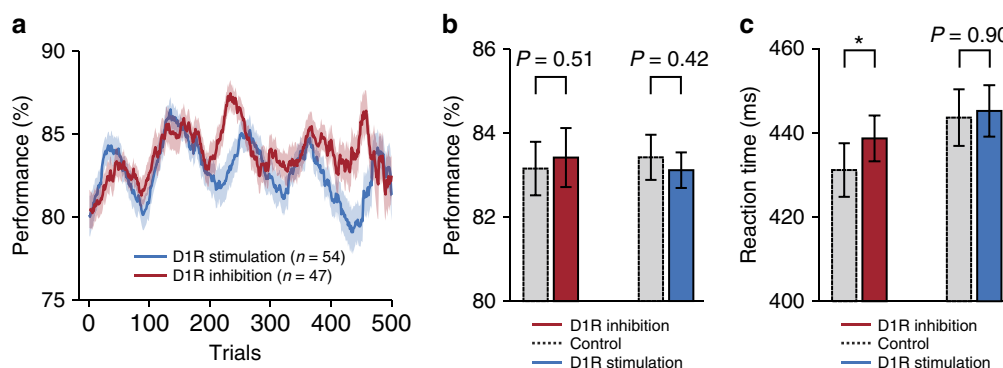 a
90
85
80
75
Performance (%)
D1R stimulation (n = 54)
D1R inhibition (n = 47)
0 100 200 300 400 500
Trials
b
86
84
82
80
Performance (%)
P = 0.51
P = 0.42
D1R inhibition
Control
D1R stimulation
c
460
440
420
400
Reaction time (ms)
*
P = 0.90
D1R inhibition
Control
D1R stimulation